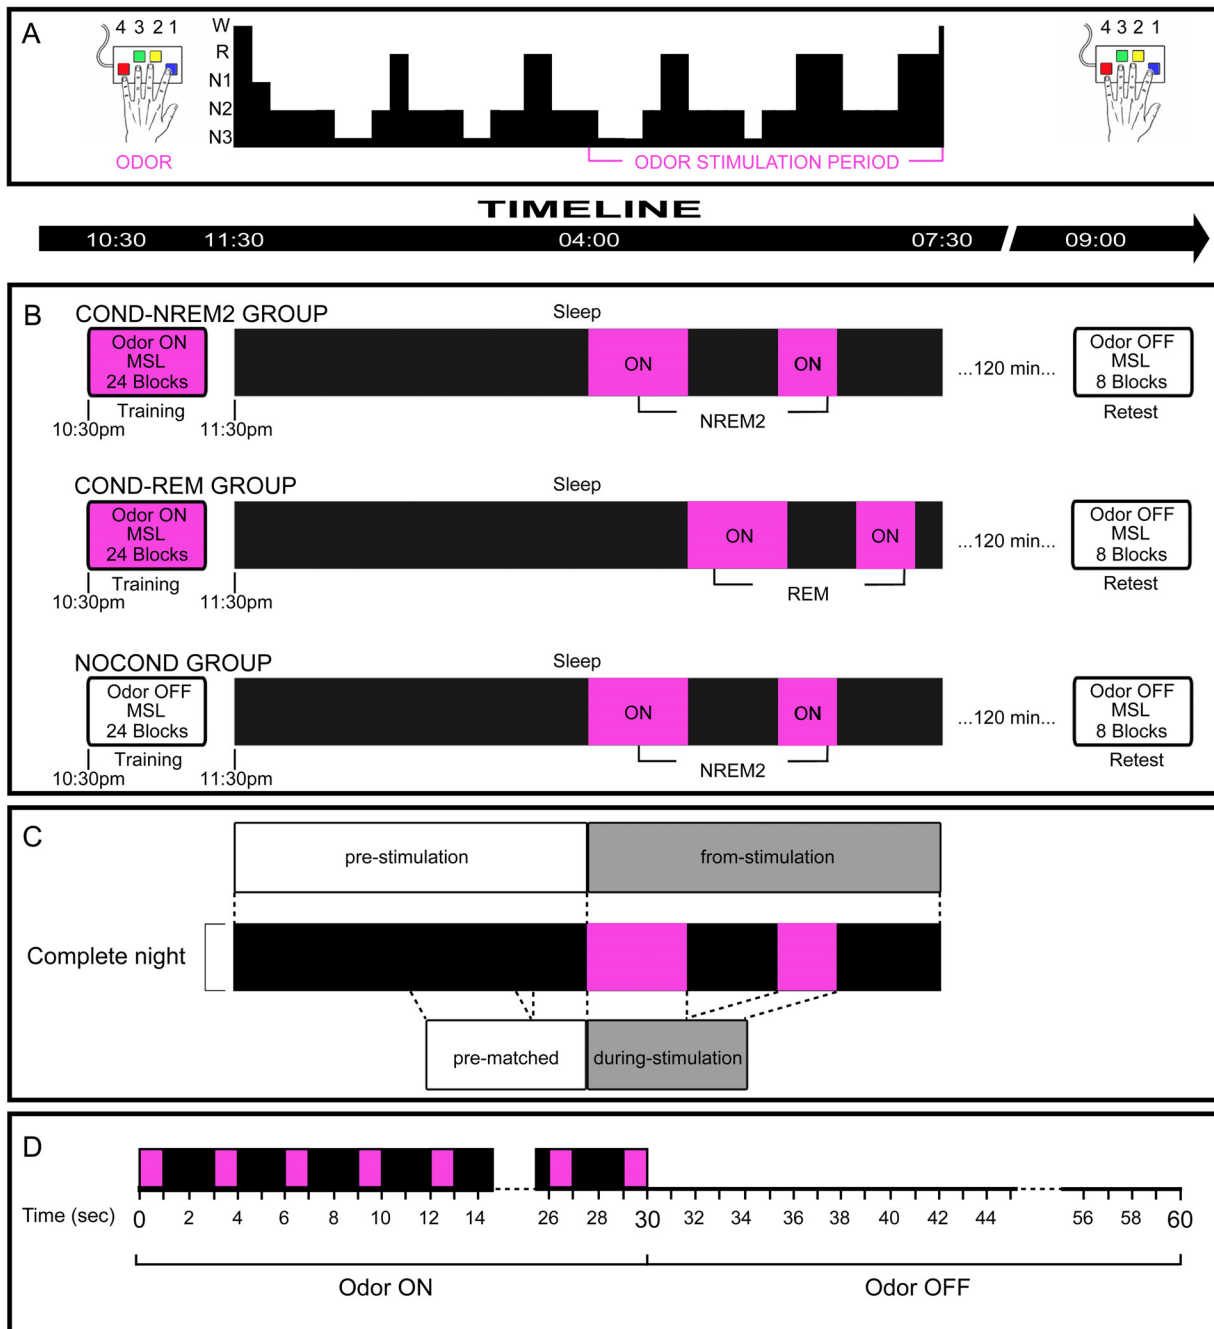 A
4 3 2 1
W
R
N1
N2
N3
4 3 2 1
ODOR
ODOR STIMULATION PERIOD
TIMELINE
10:30 11:30 04:00 07:30 09:00
B
COND-NREM2 GROUP
Sleep
Odor ON
MSL
24 Blocks
ON
ON
...120 min...
Odor OFF
MSL
8 Blocks
Training
NREM2
Retest
10:30pm
11:30pm
COND-REM GROUP
Sleep
Odor ON
MSL
24 Blocks
ON
ON
...120 min...
Odor OFF
MSL
8 Blocks
Training
REM
Retest
10:30pm
11:30pm
NOCOND GROUP
Sleep
Odor OFF
MSL
24 Blocks
ON
ON
...120 min...
Odor OFF
MSL
8 Blocks
Training
NREM2
Retest
10:30pm
11:30pm
C
pre-stimulation
from-stimulation
Complete night
pre-matched
during-stimulation
D
Time (sec) 0 2 4 6 8 10 12 14 26 28 30 32 34 36 38 40 42 44 56 58 60
Odor ON
Odor OFF